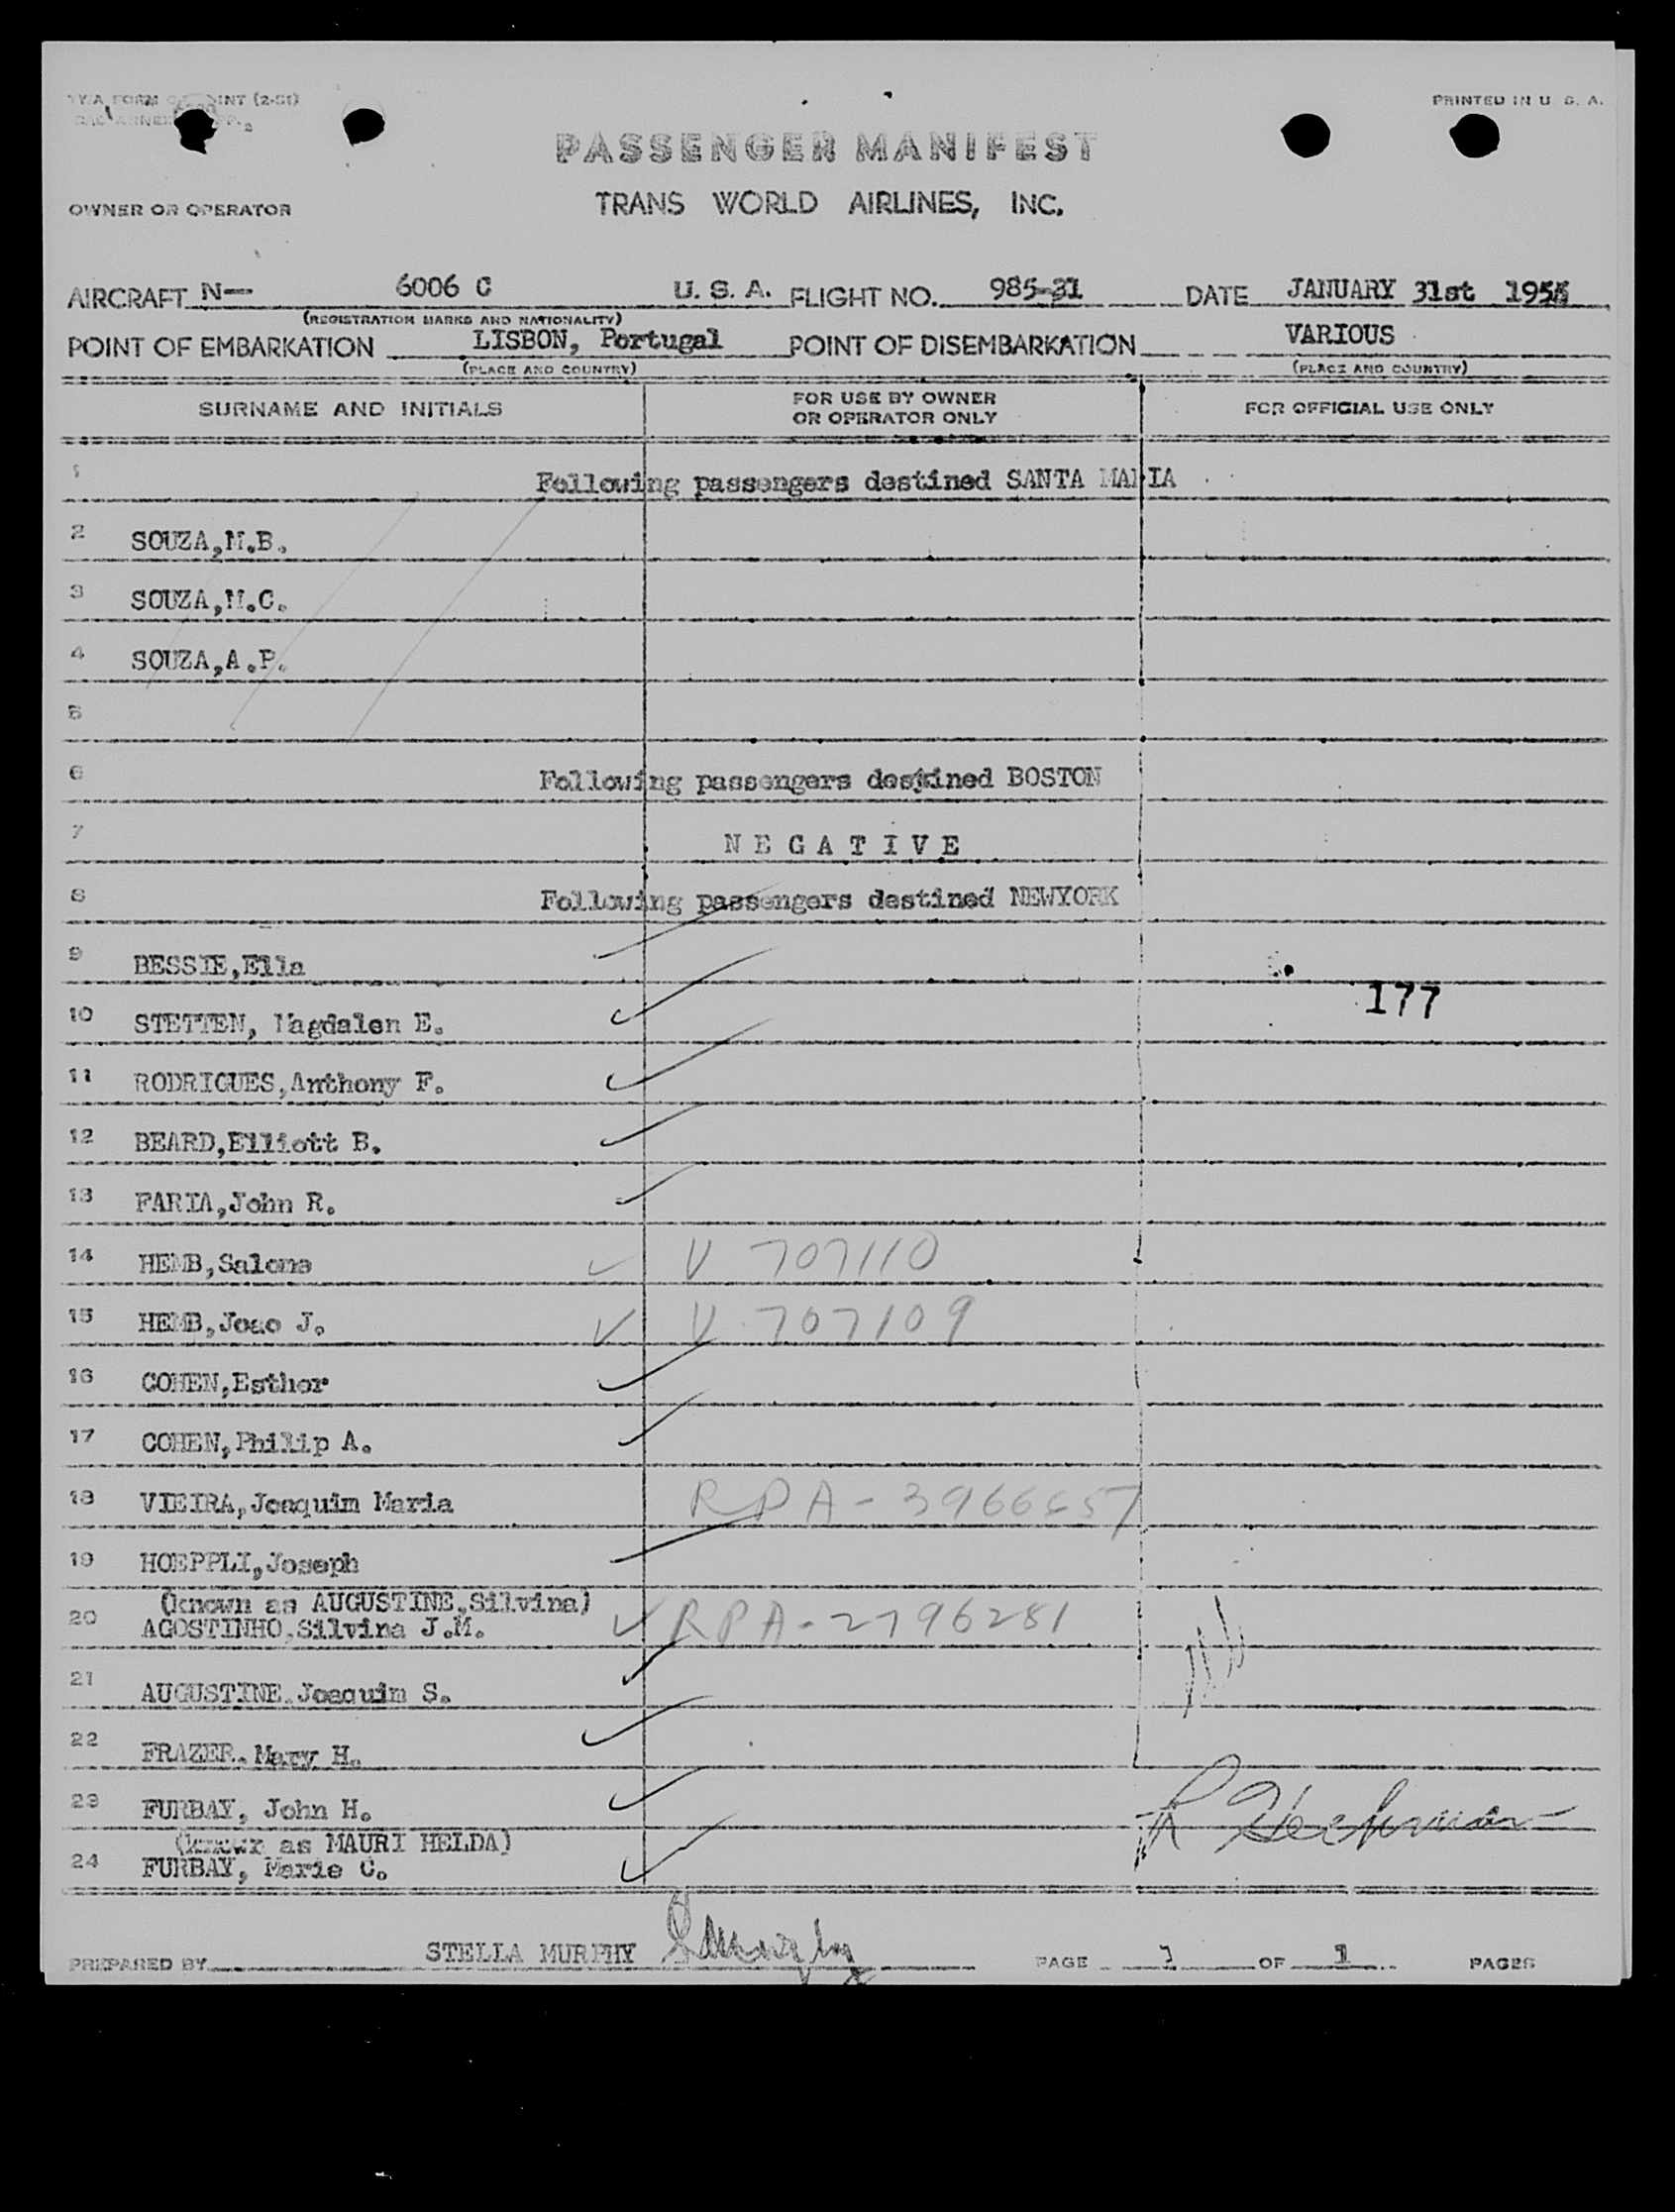 PRINTED IN U. S. A.
PASSENGER MANIFEST
OWNER OR OPERATOR
TRANS WORLD AIRLINES, INC.
AIRCRAFT N— 6006 C U. S. A. FLIGHT NO. 985-31 DATE JANUARY 31st
(REGISTRATION MARKS AND NATIONALITY)
POINT OF EMBARKATION LISBON, Portugal POINT OF DISEMBARKATION VARIOUS
(PLACE AND COUNTRY) (PLACE AND COUNTRY)
SURNAME AND INITIALS FOR USE BY OWNER OR OPERATOR ONLY FOR OFFICIAL USE ONLY
1 Following passengers destined SANTA MARIA
2 SOUZA,M.B.
3 SOUZA,M.C.
4 SOUZA,A.P.
5
6 Following passengers destined BOSTON
7 N E G A T I V E
8 Following passengers destined NEWYORK
9 BESSIE,Ella
177
10 STETTEN, Magdalen E.
11 RODRIGUES,Anthony F.
12 BEARD,Elliott B.
13 FARIA,John R.
14 HEMB,Salome V 707110
15 HEMB,Joao J. V 707109
16 COHEN,Esther
17 COHEN,Philip A.
18 VIEIRA,Joaquim Maria RPA-3966657
19 HOEPPLI,Joseph
(known as AUGUSTINE,Silvina)
20 AGOSTINHO,Silvina J.M. RPA-2796281
21 AUGUSTINE,Joaquim S.
22 FRAZER, Mary H.
23 FURBAY, John H.
(known as MAURI HELDA)
24 FURBAY, Marie C.
PREPARED BY STELLA MURPHY SMurphy PAGE 1 OF 1 PAGES